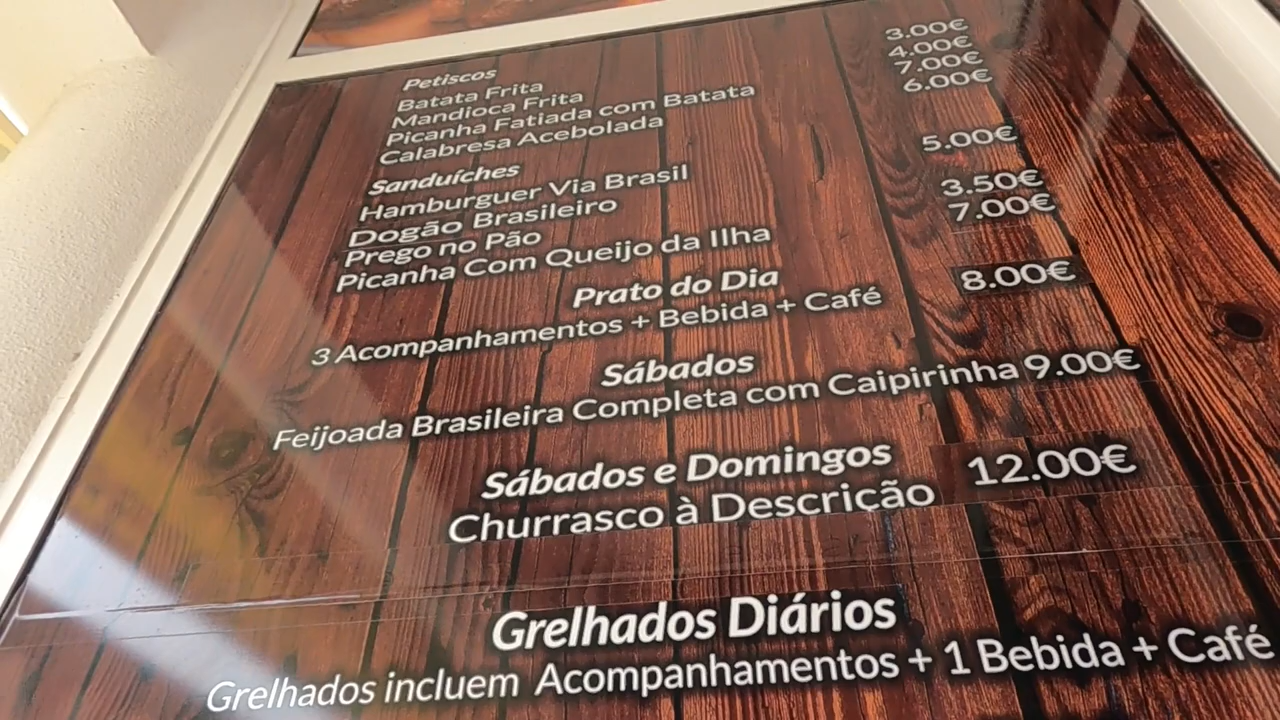 Petiscos
Batata Frita 3.00€
Mandioca Frita 4.00€
Picanha Fatiada com Batata 7.00€
Calabresa Acebolada 6.00€
Sanduíches
Hamburguer Via Brasil 5.00€
Dogão Brasileiro
Prego no Pão 3.50€
Picanha Com Queijo da Ilha 7.00€
Prato do Dia
3 Acompanhamentos + Bebida + Café 8.00€
Sábados
Feijoada Brasileira Completa com Caipirinha 9.00€
Sábados e Domingos
Churrasco à Descrição 12.00€
Grelhados Diários
Grelhados incluem Acompanhamentos + 1 Bebida + Café